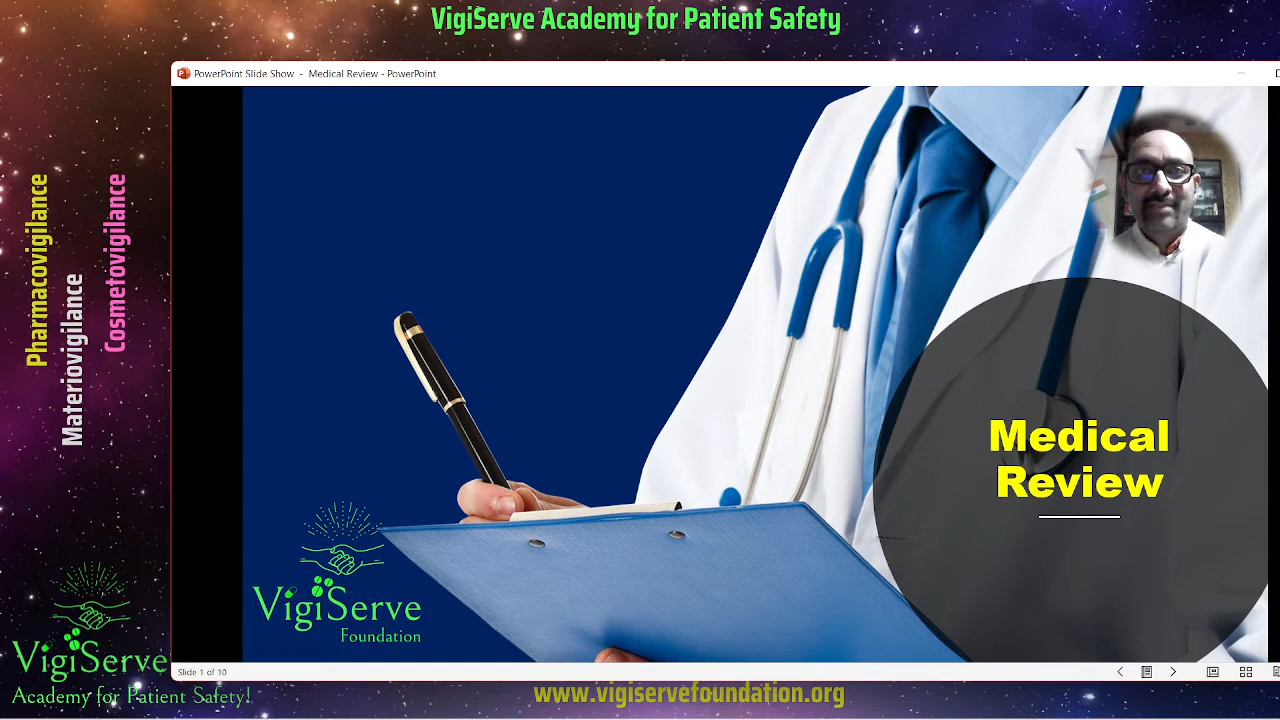 VigiServe Academy for Patient Safety
PowerPoint Slide Show - Medical Review - PowerPoint
Pharmacovigilance
Materiovigilance
Cosmetovigilance
Medical
Review
VigiServe
Foundation
VigiServe
Academy for Patient Safety!
Slide 1 of 10
www.vigiservefoundation.org